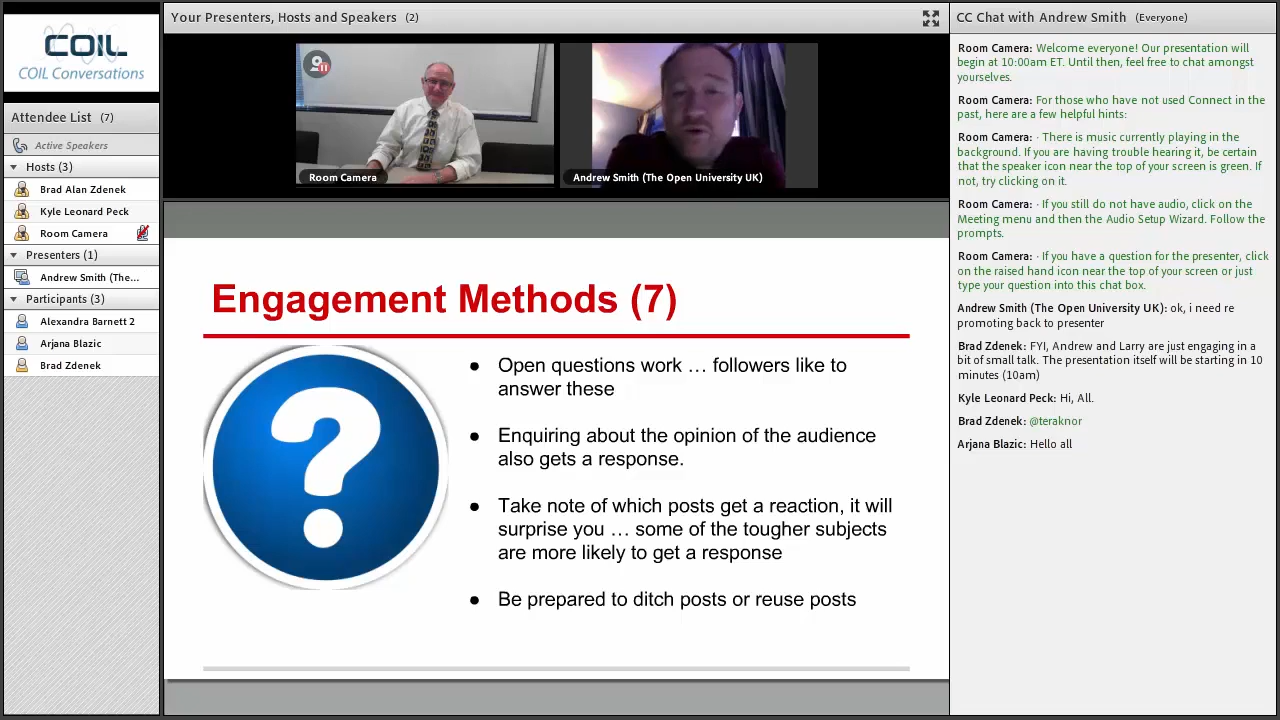 COIL
COIL Conversations
Attendee List (7)
Active Speakers
Hosts (3)
Brad Alan Zdenek
Kyle Leonard Peck
Room Camera
Presenters (1)
Andrew Smith (The...
Participants (3)
Alexandra Barnett 2
Arjana Blazic
Brad Zdenek
Your Presenters, Hosts and Speakers (2)
Room Camera
Andrew Smith (The Open University UK)
Engagement Methods (7)
● Open questions work … followers like to
answer these
● Enquiring about the opinion of the audience
also gets a response.
● Take note of which posts get a reaction, it will
surprise you … some of the tougher subjects
are more likely to get a response
● Be prepared to ditch posts or reuse posts
CC Chat with Andrew Smith (Everyone)
Room Camera: Welcome everyone! Our presentation will
begin at 10:00am ET. Until then, feel free to chat amongst
yourselves.
Room Camera: For those who have not used Connect in the
past, here are a few helpful hints:
Room Camera: · There is music currently playing in the
background. If you are having trouble hearing it, be certain
that the speaker icon near the top of your screen is green. If
not, try clicking on it.
Room Camera: · If you still do not have audio, click on the
Meeting menu and then the Audio Setup Wizard. Follow the
prompts.
Room Camera: · If you have a question for the presenter, click
on the raised hand icon near the top of your screen or just
type your question into this chat box.
Andrew Smith (The Open University UK): ok, i need re
promoting back to presenter
Brad Zdenek: FYI, Andrew and Larry are just engaging in a
bit of small talk. The presentation itself will be starting in 10
minutes (10am)
Kyle Leonard Peck: Hi, All.
Brad Zdenek: @teraknor
Arjana Blazic: Hello all